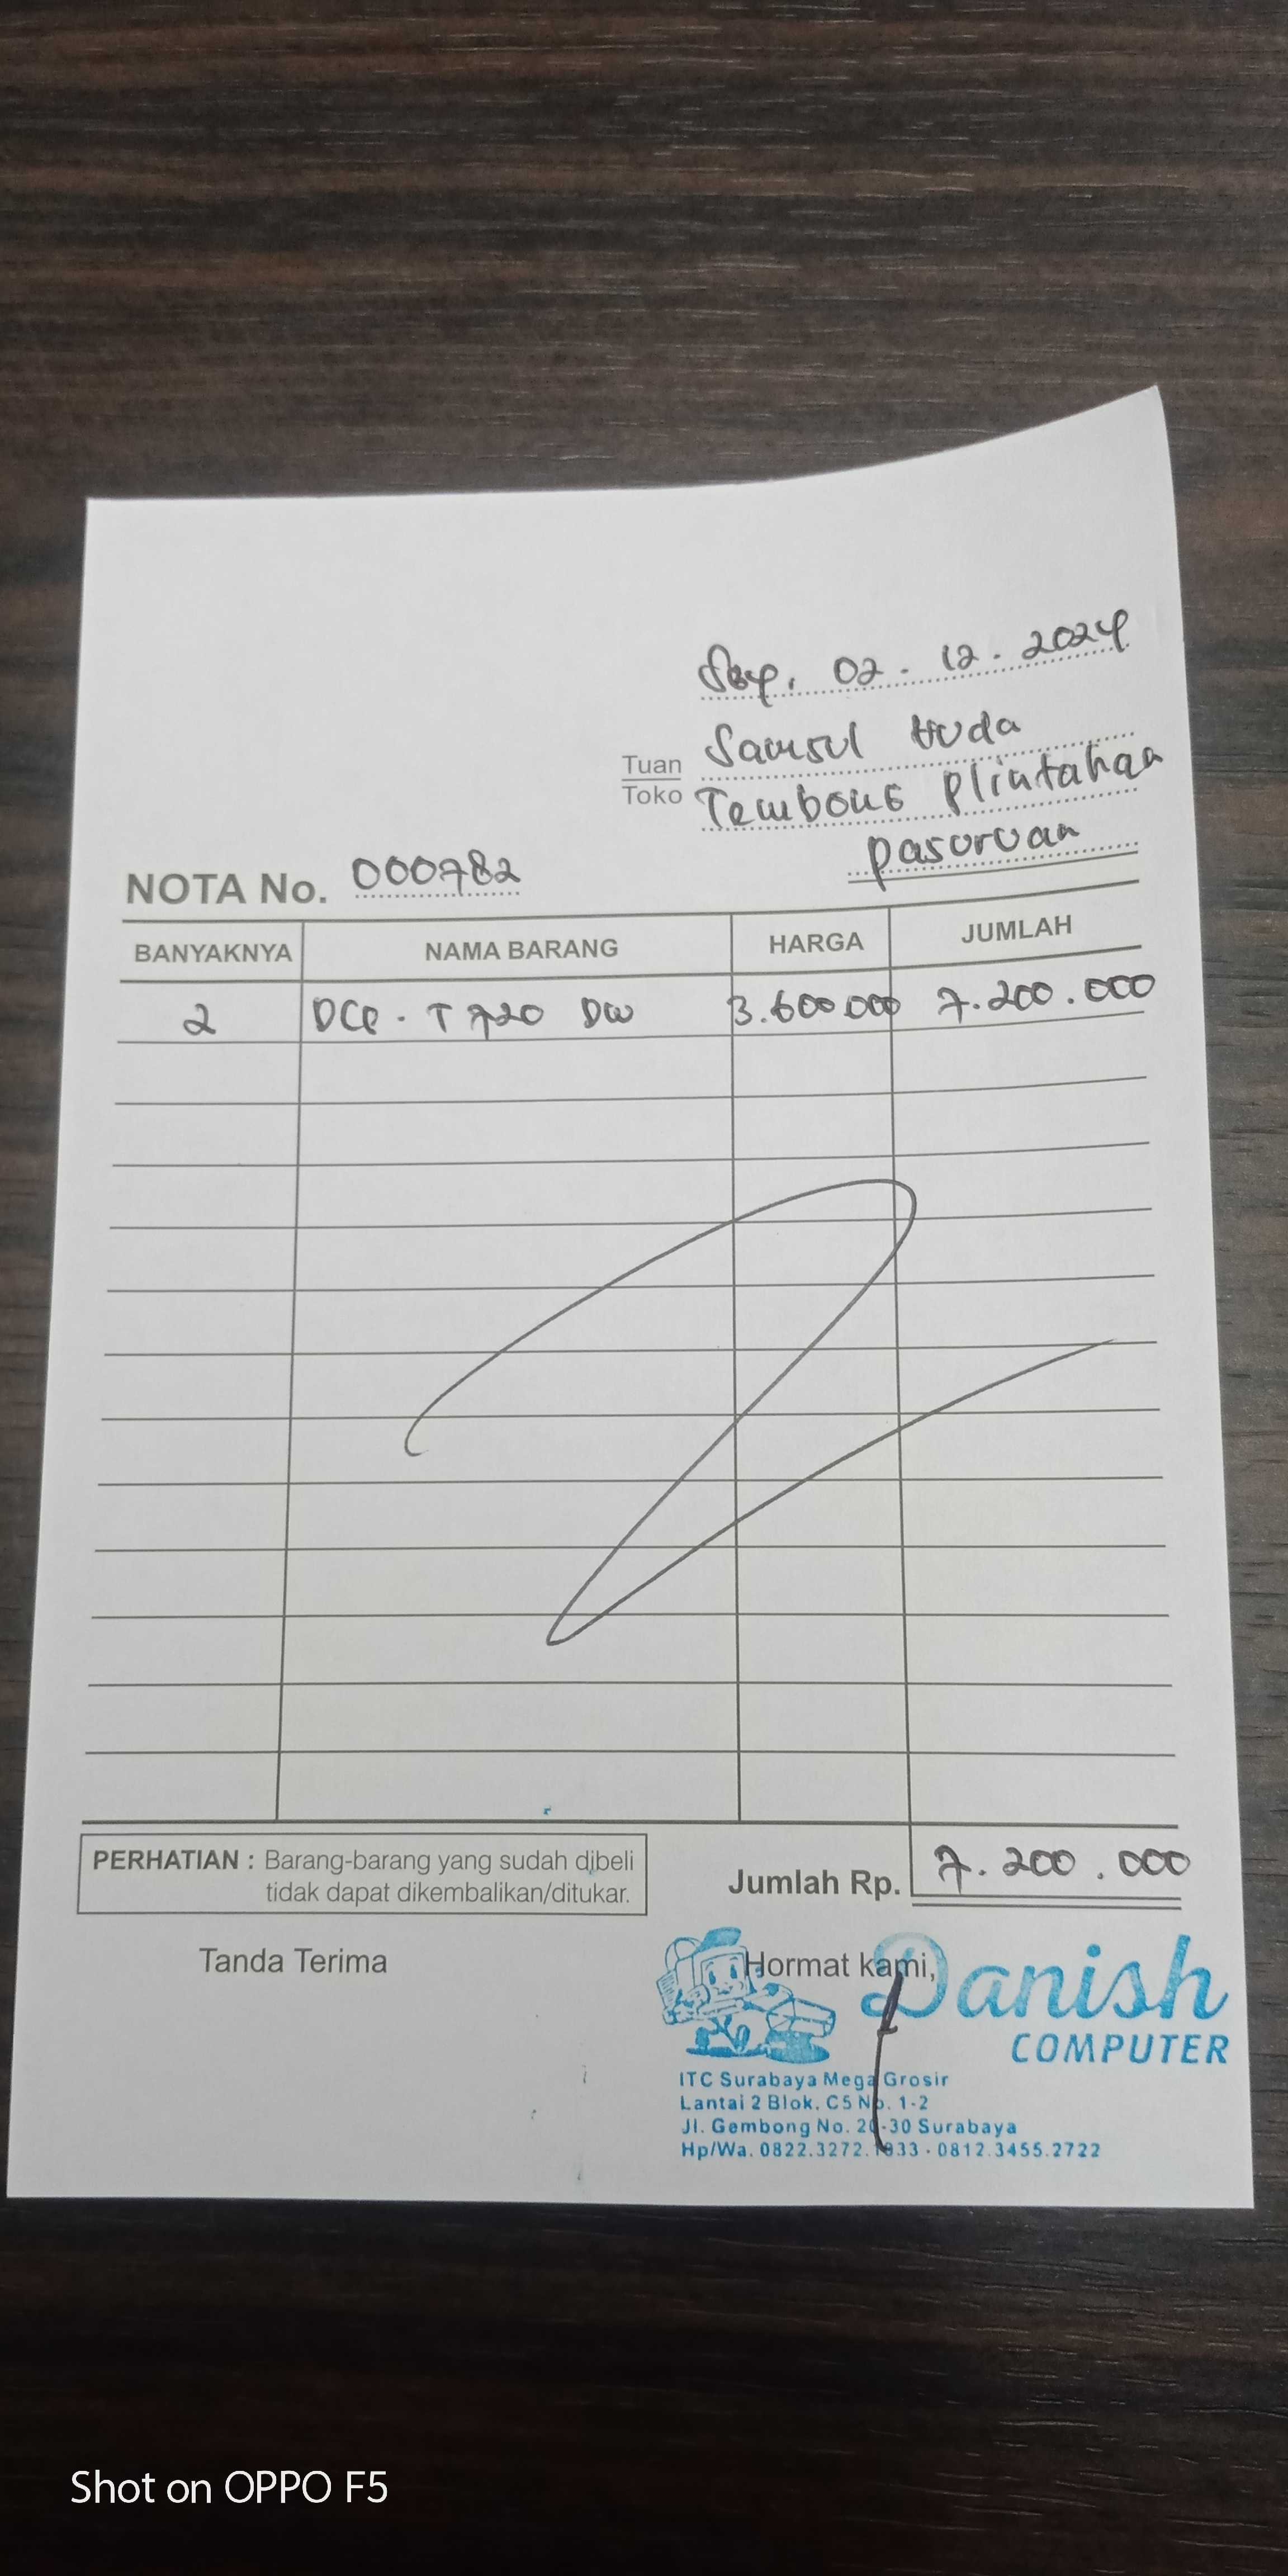 Sby, 02 - 12 - 2024
Tuan
Toko
Samsul Huda
Tembong Plintahan
pasuruan
NOTA No. 000782
BANYAKNYA NAMA BARANG HARGA JUMLAH
2 DCP - T 720 DW 3.600.000 7.200.000
PERHATIAN : Barang-barang yang sudah dibeli
tidak dapat dikembalikan/ditukar.
Jumlah Rp. 7.200.000
Tanda Terima
Hormat kami,
Danish
COMPUTER
ITC Surabaya Mega Grosir
Lantai 2 Blok. C5 No. 1-2
Jl. Gembong No. 20-30 Surabaya
Hp/Wa. 0822.3272.1933 - 0812.3455.2722
Shot on OPPO F5